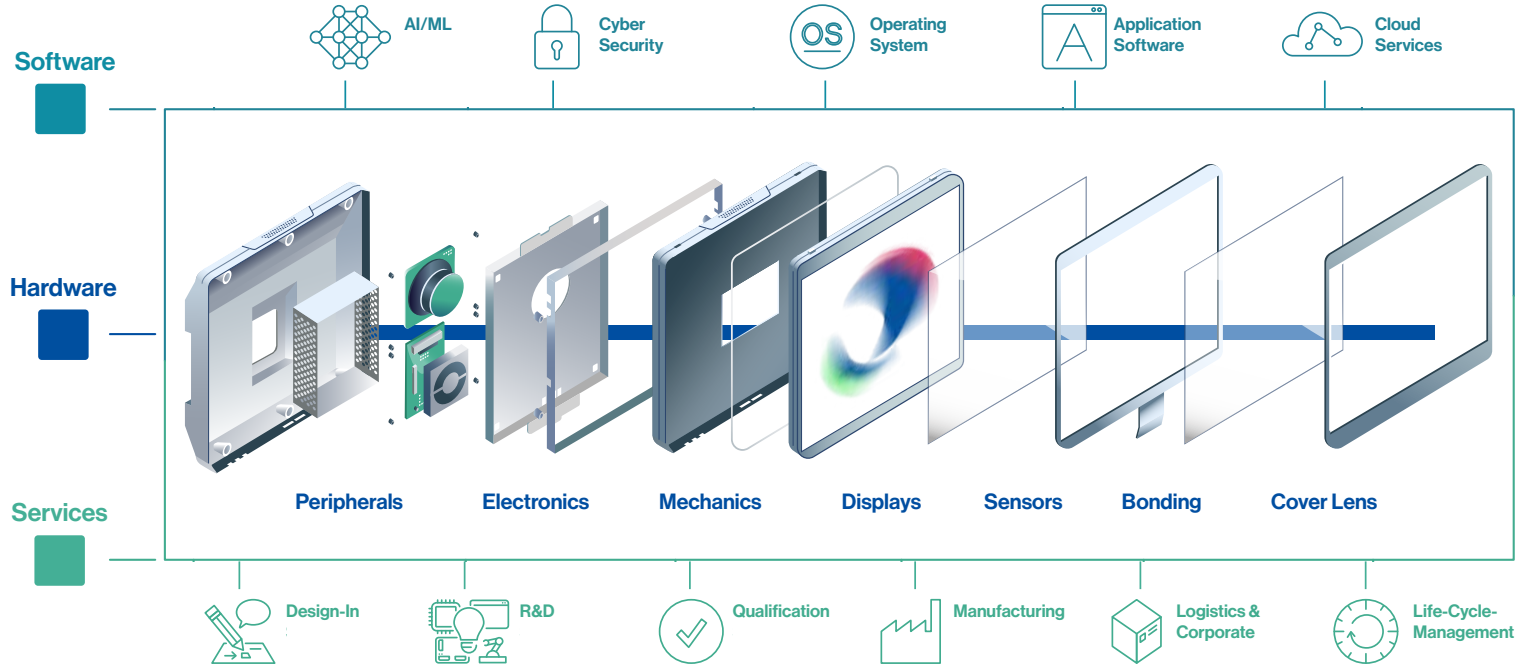 AI/ML
Cyber
Security
OS
Operating
System
A
Application
Software
Cloud
Services
Software
Hardware
Peripherals
Electronics
Mechanics
Displays
Sensors
Bonding
Cover Lens
Services
Design-In
R&D
Qualification
Manufacturing
Logistics &
Corporate
Life-Cycle-
Management